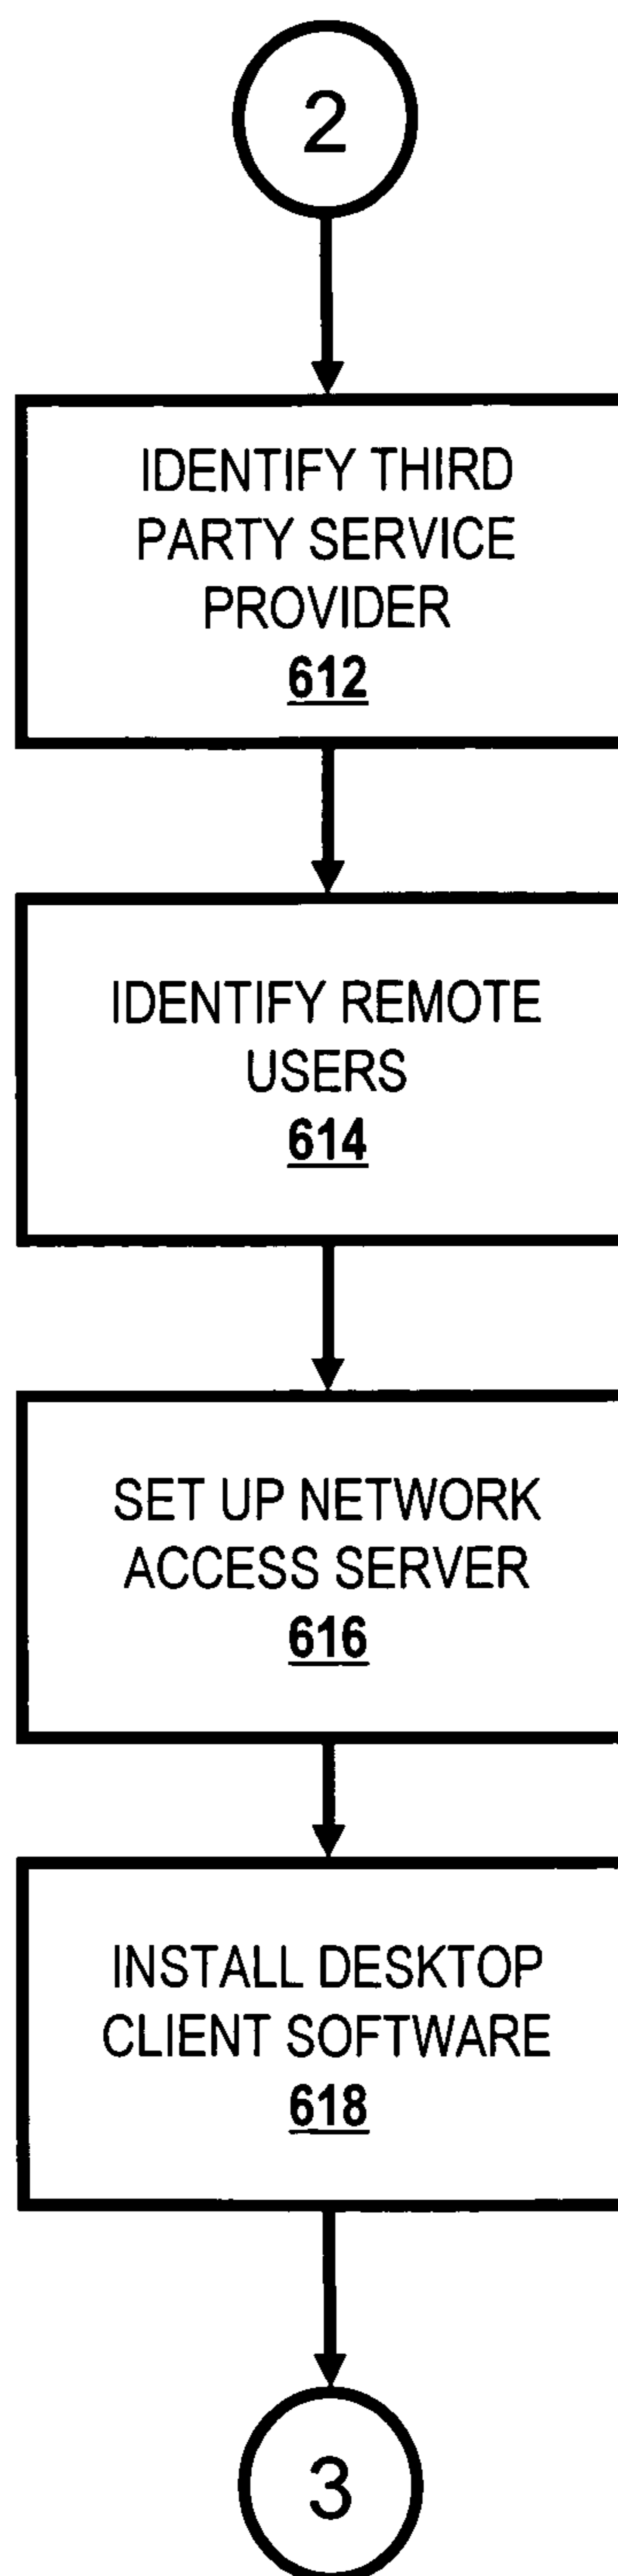 2
IDENTIFY THIRD
PARTY SERVICE
PROVIDER
612
IDENTIFY REMOTE
USERS
614
SET UP NETWORK
ACCESS SERVER
616
INSTALL DESKTOP
CLIENT SOFTWARE
618
3